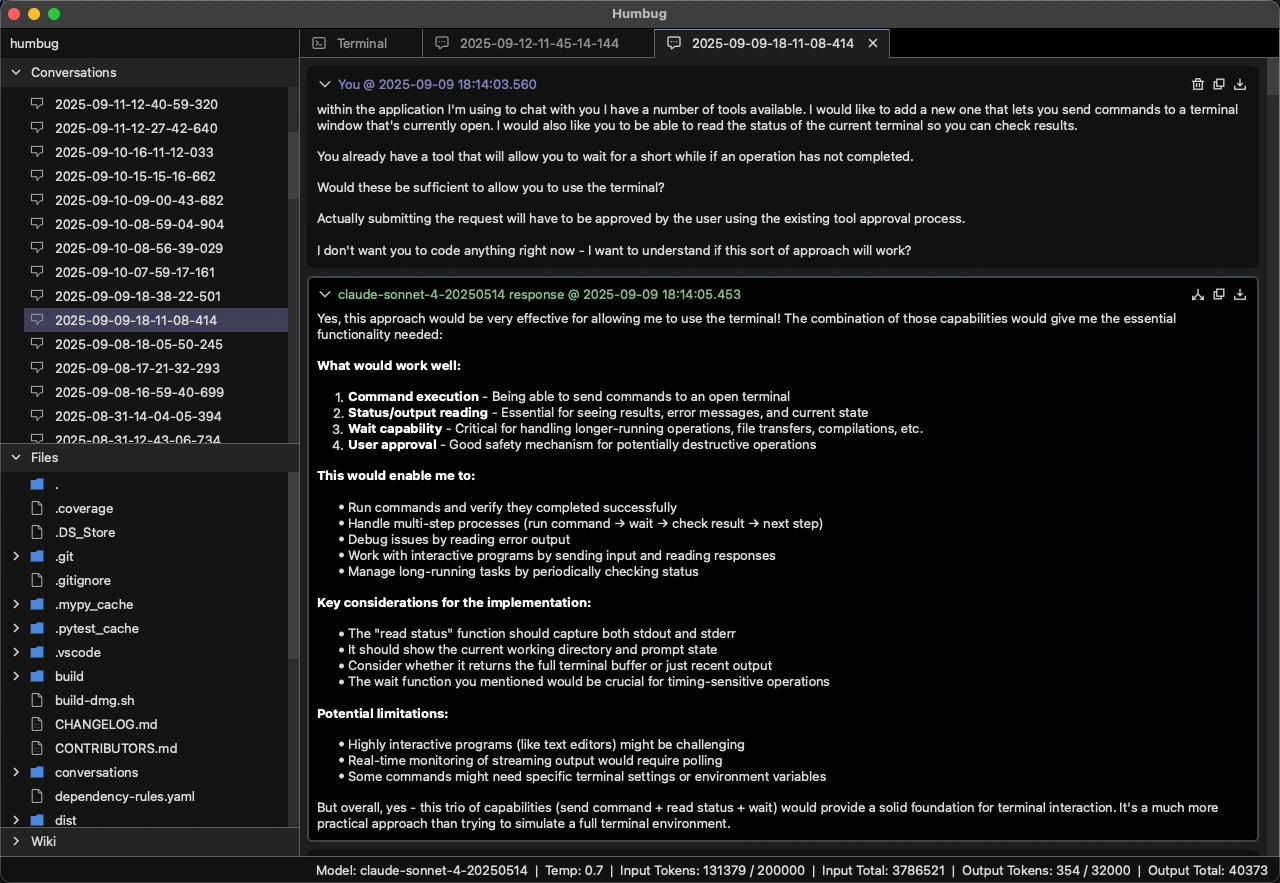 Humbug
humbug
Conversations
2025-09-11-12-40-59-320
2025-09-11-12-27-42-640
2025-09-10-16-11-12-033
2025-09-10-15-15-16-662
2025-09-10-09-00-43-682
2025-09-10-08-59-04-904
2025-09-10-08-56-39-029
2025-09-10-07-59-17-161
2025-09-09-18-38-22-501
2025-09-09-18-11-08-414
2025-09-08-18-05-50-245
2025-09-08-17-21-32-293
2025-09-08-16-59-40-699
2025-08-31-14-04-05-394
2025-08-31-12-43-06-734
Files
.
.coverage
.DS_Store
.git
.gitignore
.mypy_cache
.pytest_cache
.vscode
build
build-dmg.sh
CHANGELOG.md
CONTRIBUTORS.md
conversations
dependency-rules.yaml
dist
Wiki
Terminal
2025-09-12-11-45-14-144
2025-09-09-18-11-08-414
You @ 2025-09-09 18:14:03.560
within the application I'm using to chat with you I have a number of tools available. I would like to add a new one that lets you send commands to a terminal
window that's currently open. I would also like you to be able to read the status of the current terminal so you can check results.
You already have a tool that will allow you to wait for a short while if an operation has not completed.
Would these be sufficient to allow you to use the terminal?
Actually submitting the request will have to be approved by the user using the existing tool approval process.
I don't want you to code anything right now - I want to understand if this sort of approach will work?
claude-sonnet-4-20250514 response @ 2025-09-09 18:14:05.453
Yes, this approach would be very effective for allowing me to use the terminal! The combination of those capabilities would give me the essential
functionality needed:
What would work well:
1. Command execution - Being able to send commands to an open terminal
2. Status/output reading - Essential for seeing results, error messages, and current state
3. Wait capability - Critical for handling longer-running operations, file transfers, compilations, etc.
4. User approval - Good safety mechanism for potentially destructive operations
This would enable me to:
• Run commands and verify they completed successfully
• Handle multi-step processes (run command → wait → check result → next step)
• Debug issues by reading error output
• Work with interactive programs by sending input and reading responses
• Manage long-running tasks by periodically checking status
Key considerations for the implementation:
• The "read status" function should capture both stdout and stderr
• It should show the current working directory and prompt state
• Consider whether it returns the full terminal buffer or just recent output
• The wait function you mentioned would be crucial for timing-sensitive operations
Potential limitations:
• Highly interactive programs (like text editors) might be challenging
• Real-time monitoring of streaming output would require polling
• Some commands might need specific terminal settings or environment variables
But overall, yes - this trio of capabilities (send command + read status + wait) would provide a solid foundation for terminal interaction. It's a much more
practical approach than trying to simulate a full terminal environment.
Model: claude-sonnet-4-20250514 | Temp: 0.7 | Input Tokens: 131379 / 200000 | Input Total: 3786521 | Output Tokens: 354 / 32000 | Output Total: 40373